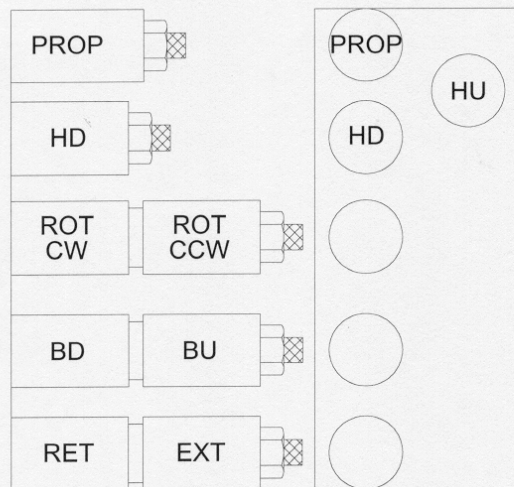 PROP
PROP
HU
HD
HD
ROT
CW
ROT
CCW
BD
BU
RET
EXT